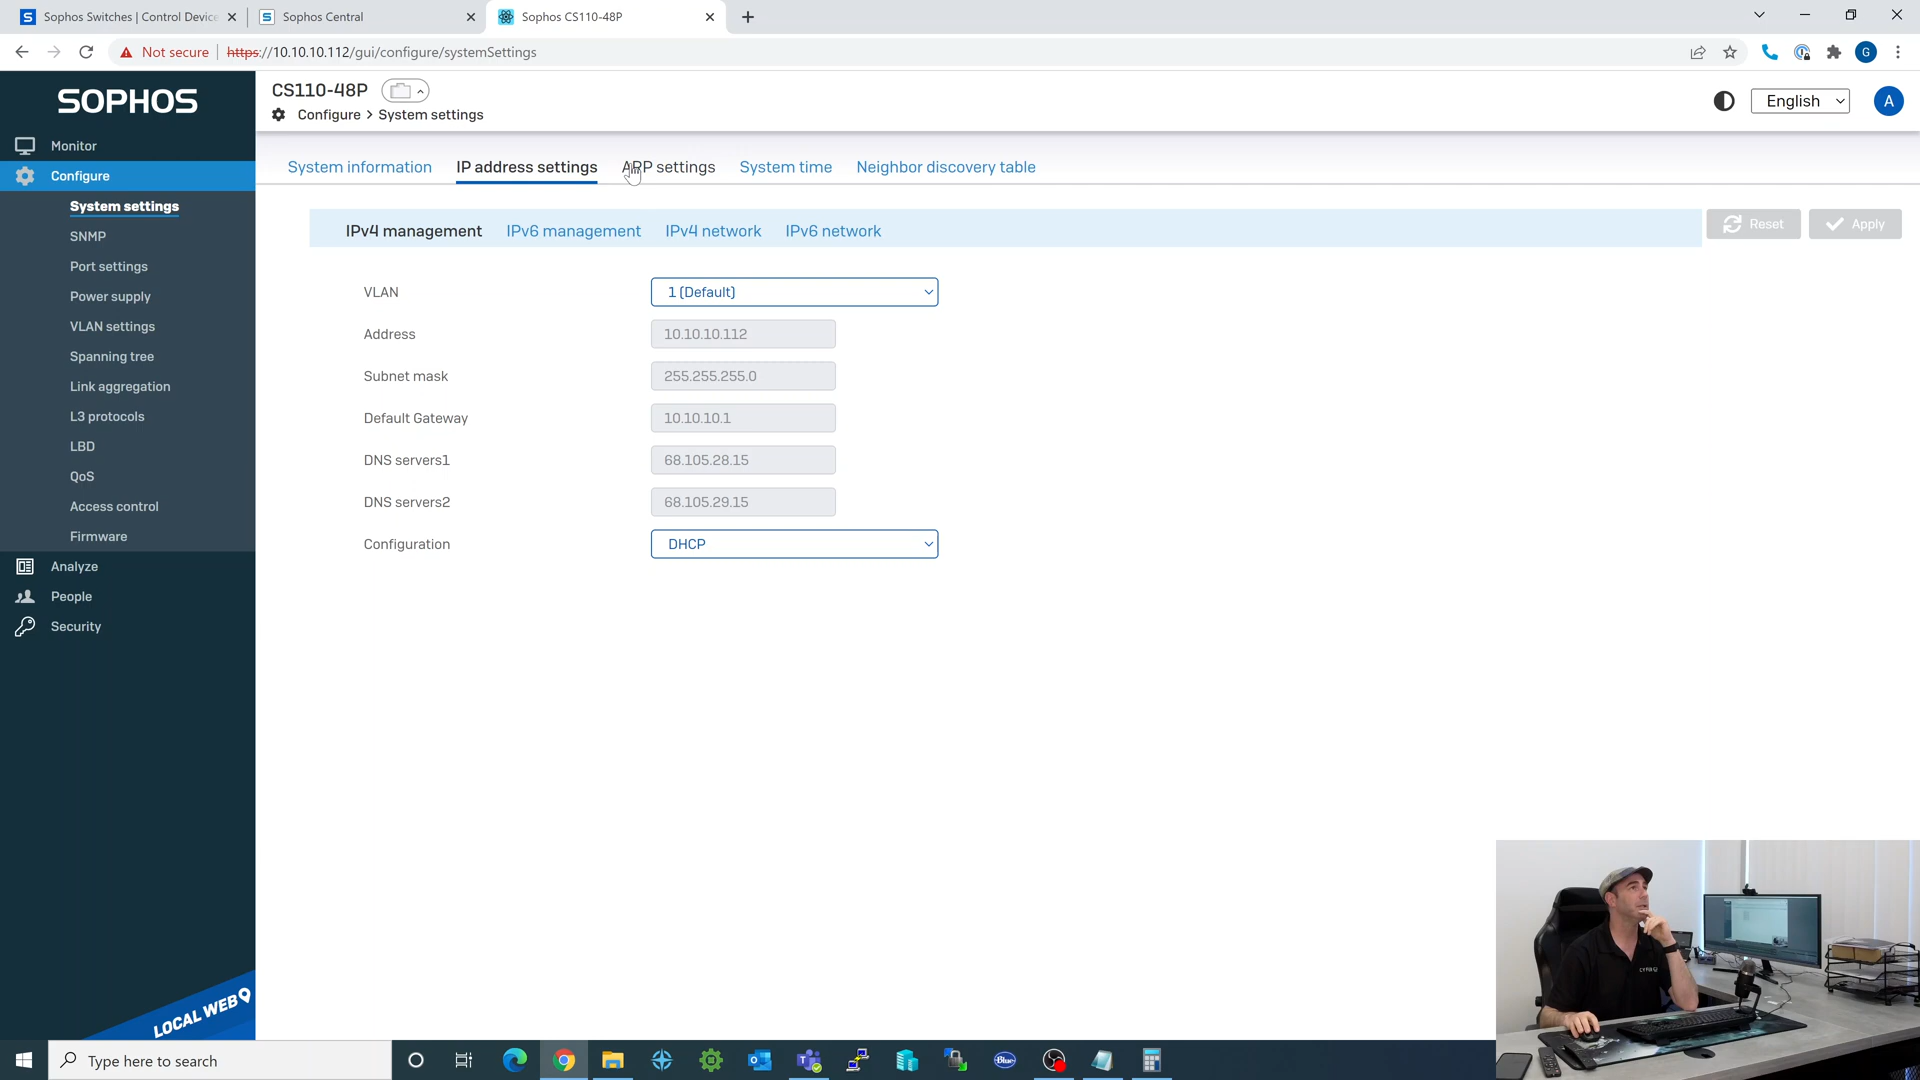 Sophos Switches | Control Device
Sophos Central
Sophos CS110-48P
Not secure
https://10.10.10.112/gui/configure/systemSettings
G
SOPHOS
CS110-48P
Configure > System settings
English
A
Monitor
Configure
System settings
SNMP
Port settings
Power supply
VLAN settings
Spanning tree
Link aggregation
L3 protocols
LBD
QoS
Access control
Firmware
Analyze
People
Security
LOCAL WEB
System information
IP address settings
ARP settings
System time
Neighbor discovery table
IPv4 management
IPv6 management
IPv4 network
IPv6 network
Reset
Apply
VLAN
1 (Default)
Address
10.10.10.112
Subnet mask
255.255.255.0
Default Gateway
10.10.10.1
DNS servers1
68.105.28.15
DNS servers2
68.105.29.15
Configuration
DHCP
Type here to search
Blue